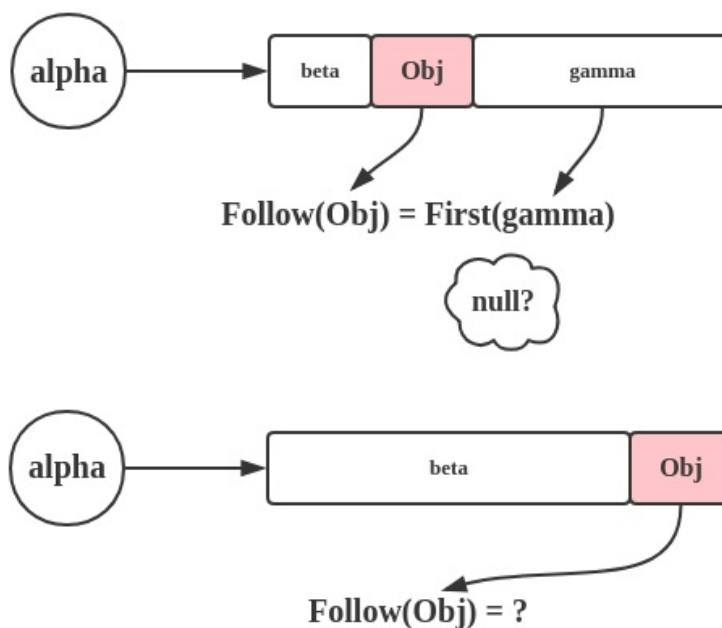 alpha
beta Obj gamma
Follow(Obj) = First(gamma)
null?
alpha
beta Obj
Follow(Obj) = ?